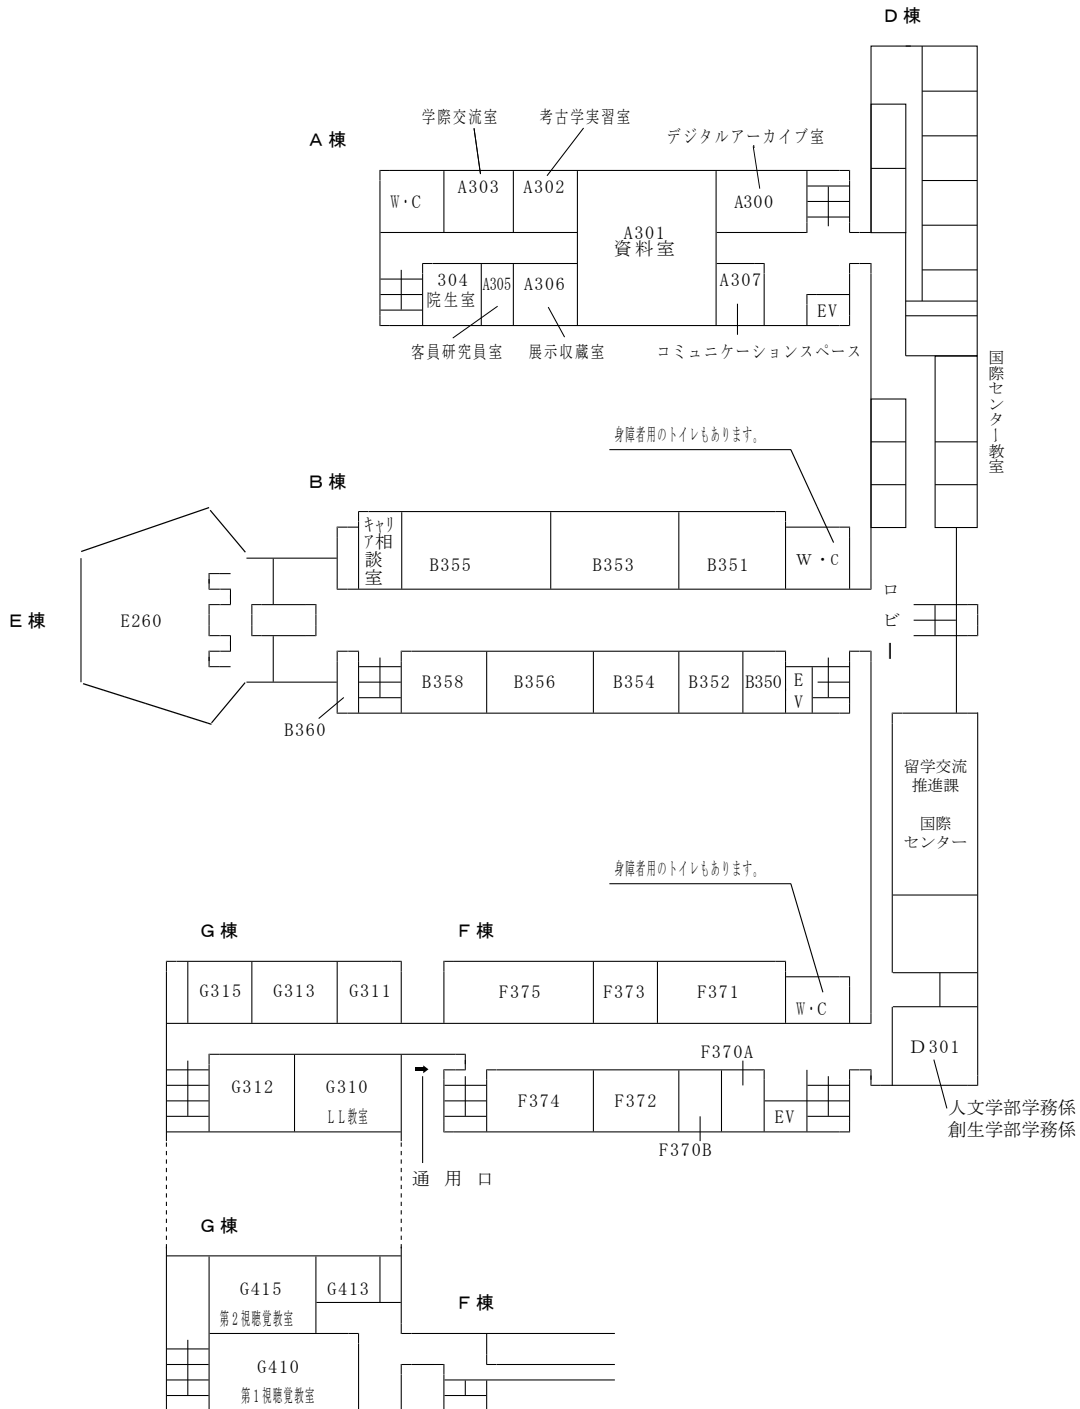 D棟
学際交流室
考古学実習室
デジタルアーカイブ室
A棟
W・C
A303
A302
A300
A301
資料室
304
院生室
A305
A306
A307
EV
客員研究員室
展示収蔵室
コミュニケーションスペース
国際センター教室
身障者用のトイレもあります。
B棟
キャリ
ア相
談
室
B355
B353
B351
W・C
E棟
E260
ロビー
B358
B356
B354
B352
B350
E
V
B360
留学交流
推進課
国際
センター
身障者用のトイレもあります。
G棟
F棟
G315
G313
G311
F375
F373
F371
W・C
F370A
D301
G312
G310
LL教室
F374
F372
EV
人文学部学務係
創生学部学務係
F370B
通用口
G棟
G415
第2視聴覚教室
G413
F棟
G410
第1視聴覚教室